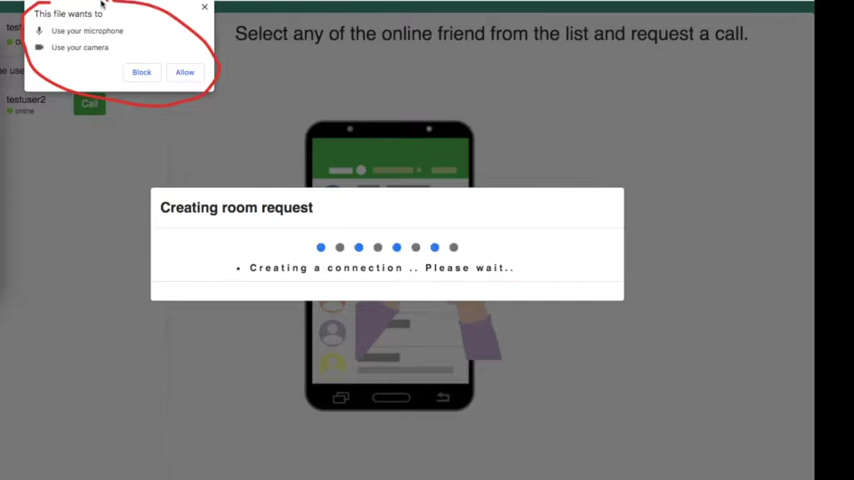 This file wants to
Use your microphone
Use your camera
Block
Allow
Select any of the online friend from the list and request a call.
testuser2
online
Call
Creating room request
Creating a connection .. Please wait..